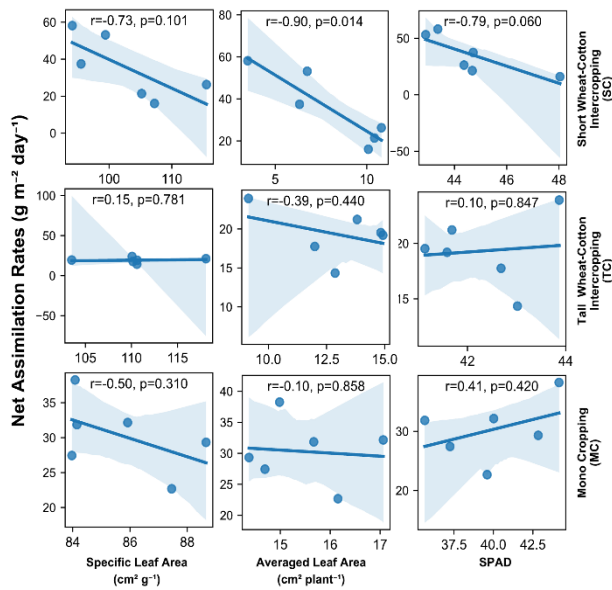 Net Assimilation Rates (g m⁻² day⁻¹)
r=-0.73, p=0.101
60
40
20
0
100
110
r=-0.90, p=0.014
80
60
40
20
5
10
r=-0.79, p=0.060
50
0
−50
44
46
48
Short Wheat-Cotton
Intercropping
(SC)
r=0.15, p=0.781
100
75
50
25
0
−50
105
110
115
r=-0.39, p=0.440
20
15
10.0
12.5
15.0
r=0.10, p=0.847
23
19
15
42
44
Tall Wheat-Cotton
Intercropping
(TC)
r=-0.50, p=0.310
35
30
25
20
84
86
88
r=-0.10, p=0.858
40
35
30
25
20
15
16
17
r=0.41, p=0.420
30
20
37.5
40.0
42.5
Mono Cropping
(MC)
Specific Leaf Area
(cm² g⁻¹)
Averaged Leaf Area
(cm² plant⁻¹)
SPAD